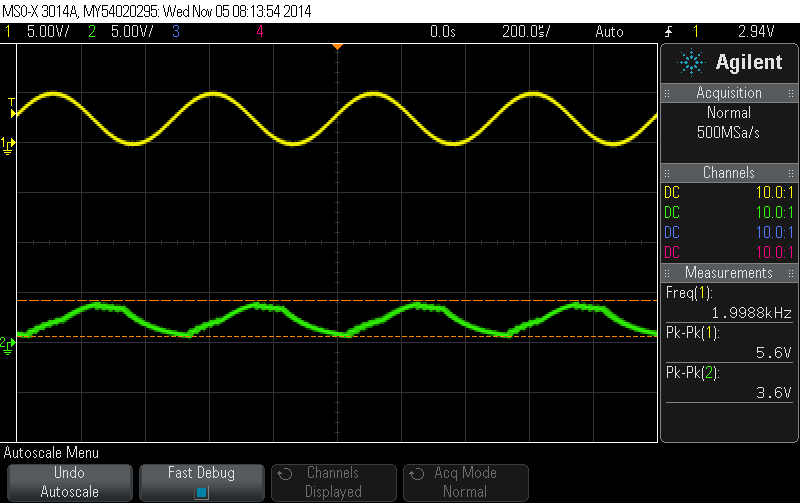 MSO-X 3014A, MY54020295: Wed Nov 05 08:13:54 2014
1 5.00V/ 2 5.00V/ 3 4 0.0s 200.0us/ Auto 1 2.94V
Agilent
Acquisition
Normal
500MSa/s
Channels
DC 10.0:1
DC 10.0:1
DC 10.0:1
DC 10.0:1
Measurements
Freq(1):
1.9988kHz
Pk-Pk(1):
5.6V
Pk-Pk(2):
3.6V
T
1
2
Autoscale Menu
Undo
Autoscale
Fast Debug
Channels
Displayed
Acq Mode
Normal